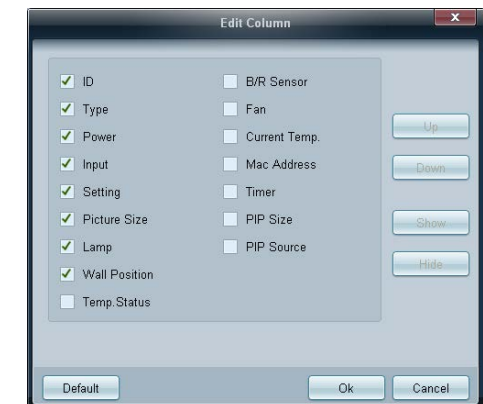 Edit Column
ID
Type
Power
Input
Setting
Picture Size
Lamp
Wall Position
Temp.Status
B/R Sensor
Fan
Current Temp.
Mac Address
Timer
PIP Size
PIP Source
Up
Down
Show
Hide
Default
Ok
Cancel